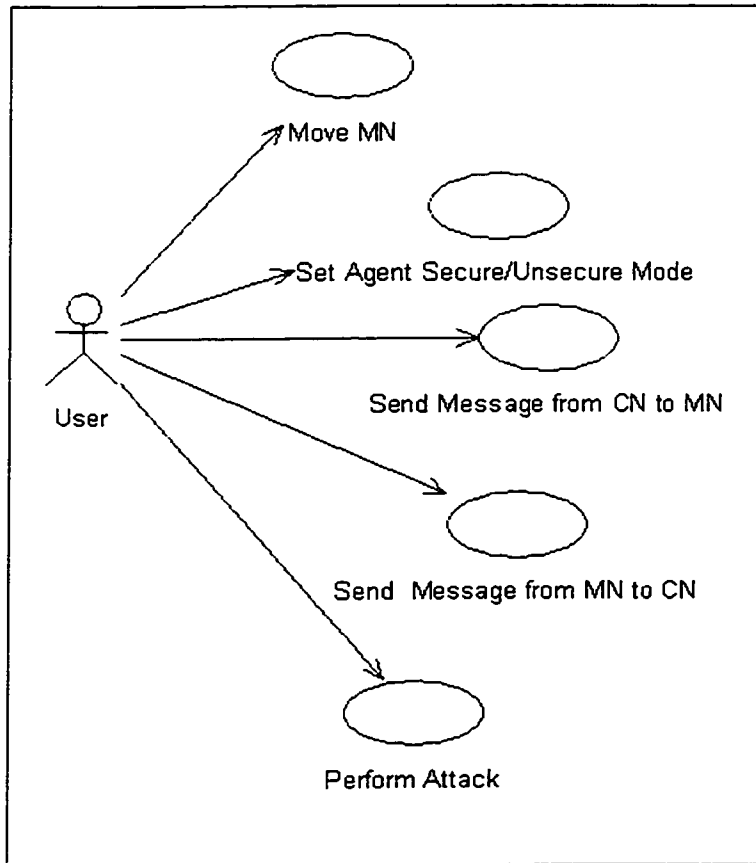 Move MN
Set Agent Secure/Unsecure Mode
Send Message from CN to MN
User
Send Message from MN to CN
Perform Attack